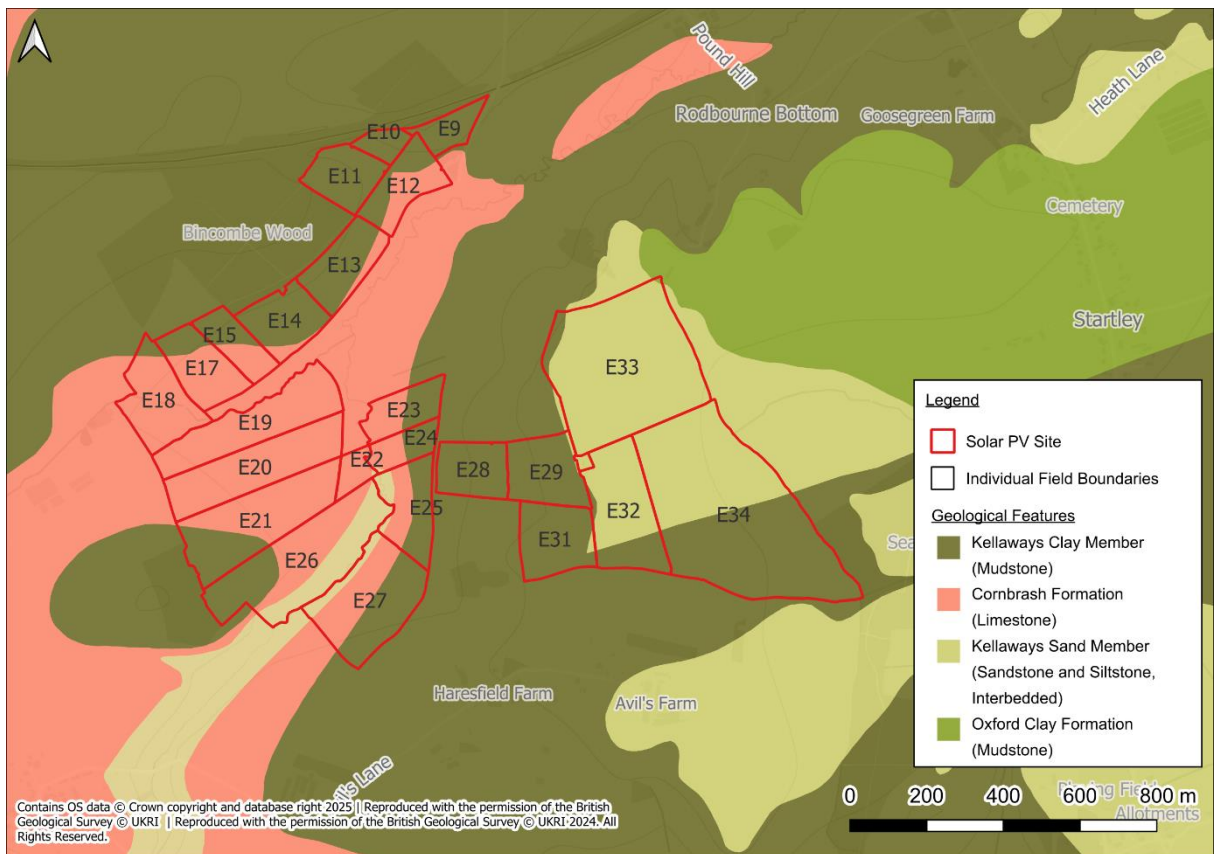 Pound Hill
Heath Lane
Rodbourne Bottom
Goosegreen Farm
E10
E9
E11
E12
Cemetery
Bincombe Wood
E13
Startley
E14
E15
E17
E33
E18
E23
E19
E24
E22
E20
E28
E29
E25
E21
E32
E34
E31
E26
E27
Sea
Haresfield Farm
Avil's Farm
il's Lane
Playing Field
Allotments
Legend
Solar PV Site
Individual Field Boundaries
Geological Features
Kellaways Clay Member
(Mudstone)
Cornbrash Formation
(Limestone)
Kellaways Sand Member
(Sandstone and Siltstone,
Interbedded)
Oxford Clay Formation
(Mudstone)
0 200 400 600 800 m
Contains OS data © Crown copyright and database right 2025 | Reproduced with the permission of the British
Geological Survey © UKRI | Reproduced with the permission of the British Geological Survey © UKRI 2024. All
Rights Reserved.